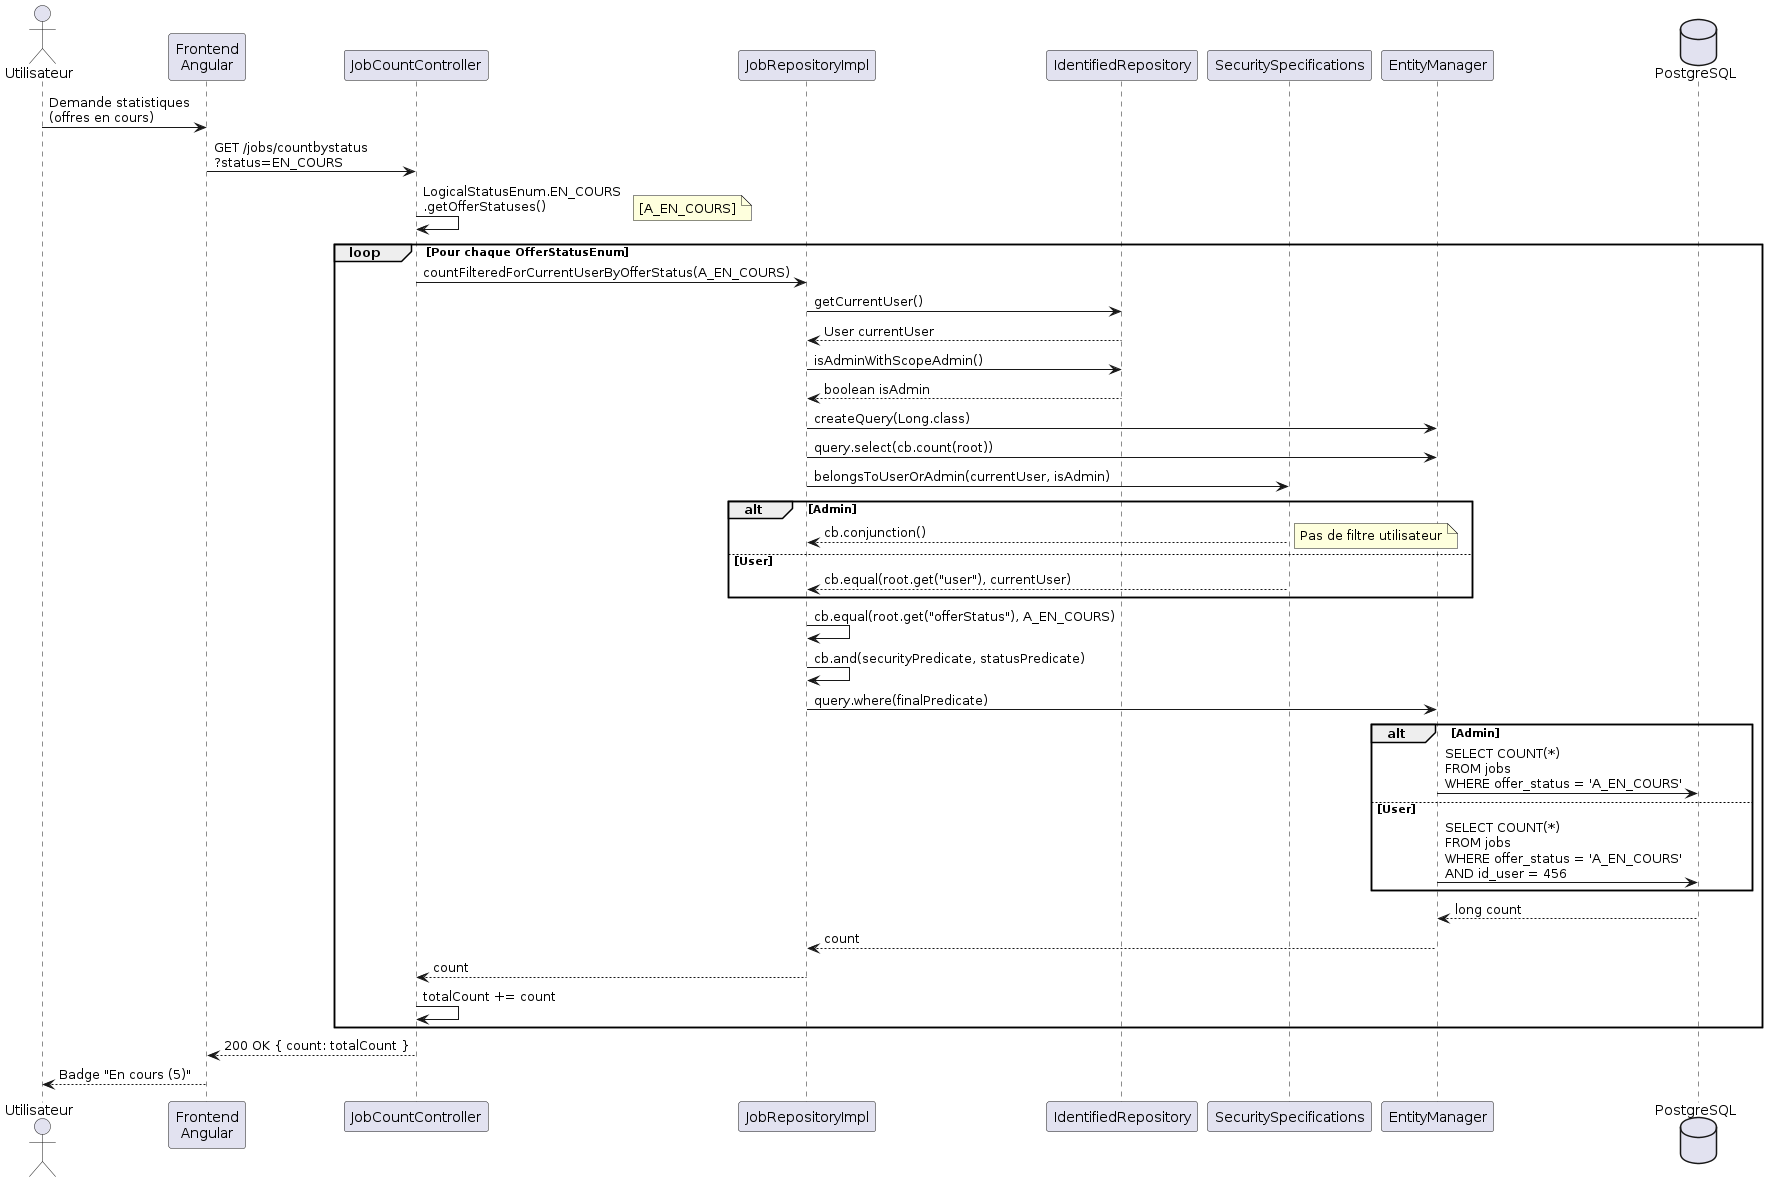 Utilisateur
Frontend
Angular
JobCountController
JobRepositoryImpl
IdentifiedRepository
SecuritySpecifications
EntityManager
PostgreSQL
Demande statistiques
(offres en cours)
GET /jobs/countbystatus
?status=EN_COURS
LogicalStatusEnum.EN_COURS
.getOfferStatuses()
[A_EN_COURS]
loop
[Pour chaque OfferStatusEnum]
countFilteredForCurrentUserByOfferStatus(A_EN_COURS)
getCurrentUser()
User currentUser
isAdminWithScopeAdmin()
boolean isAdmin
createQuery(Long.class)
query.select(cb.count(root))
belongsToUserOrAdmin(currentUser, isAdmin)
alt
[Admin]
cb.conjunction()
Pas de filtre utilisateur
[User]
cb.equal(root.get("user"), currentUser)
cb.equal(root.get("offerStatus"), A_EN_COURS)
cb.and(securityPredicate, statusPredicate)
query.where(finalPredicate)
alt
[Admin]
SELECT COUNT(*)
FROM jobs
WHERE offer_status = 'A_EN_COURS'
[User]
SELECT COUNT(*)
FROM jobs
WHERE offer_status = 'A_EN_COURS'
AND id_user = 456
long count
count
count
totalCount += count
200 OK { count: totalCount }
Badge "En cours (5)"
Utilisateur
Frontend
Angular
JobCountController
JobRepositoryImpl
IdentifiedRepository
SecuritySpecifications
EntityManager
PostgreSQL